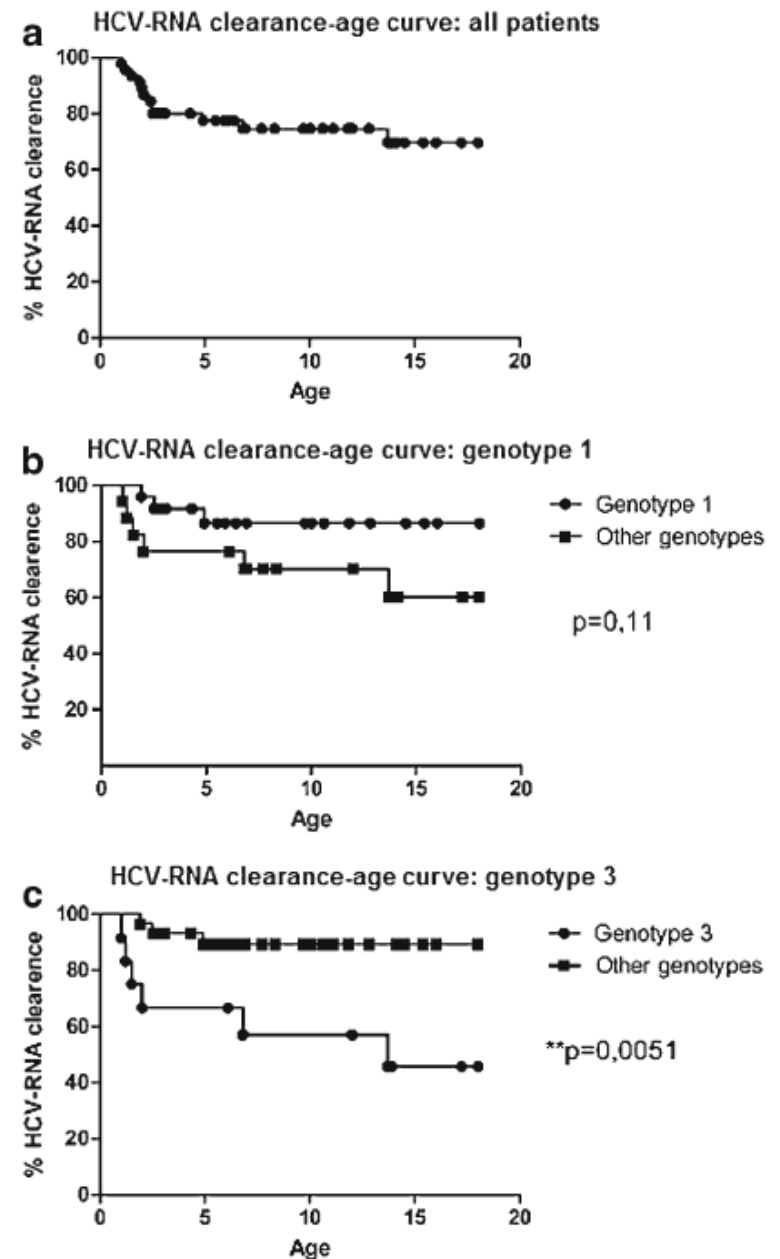 a
HCV-RNA clearance-age curve: all patients
% HCV-RNA clearence
100
80
60
40
20
0
0 5 10 15 20
Age
b
HCV-RNA clearance-age curve: genotype 1
% HCV-RNA clearence
100
80
60
40
20
0 5 10 15 20
Age
Genotype 1
Other genotypes
p=0,11
c
HCV-RNA clearance-age curve: genotype 3
% HCV-RNA clearence
100
80
60
40
20
0
0 5 10 15 20
Age
Genotype 3
Other genotypes
**p=0,0051